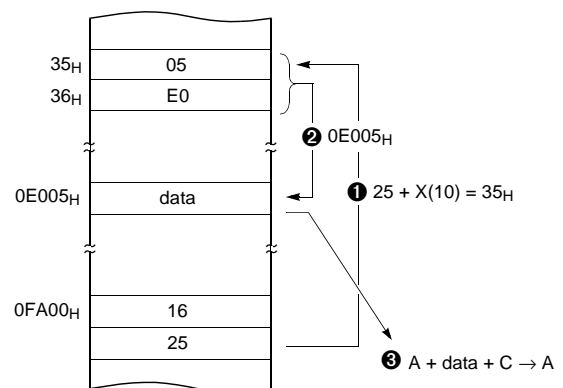 35H 05
36H E0
❷ 0E005H
❶ 25 + X(10) = 35H
0E005H data
0FA00H 16
25
❸ A + data + C → A